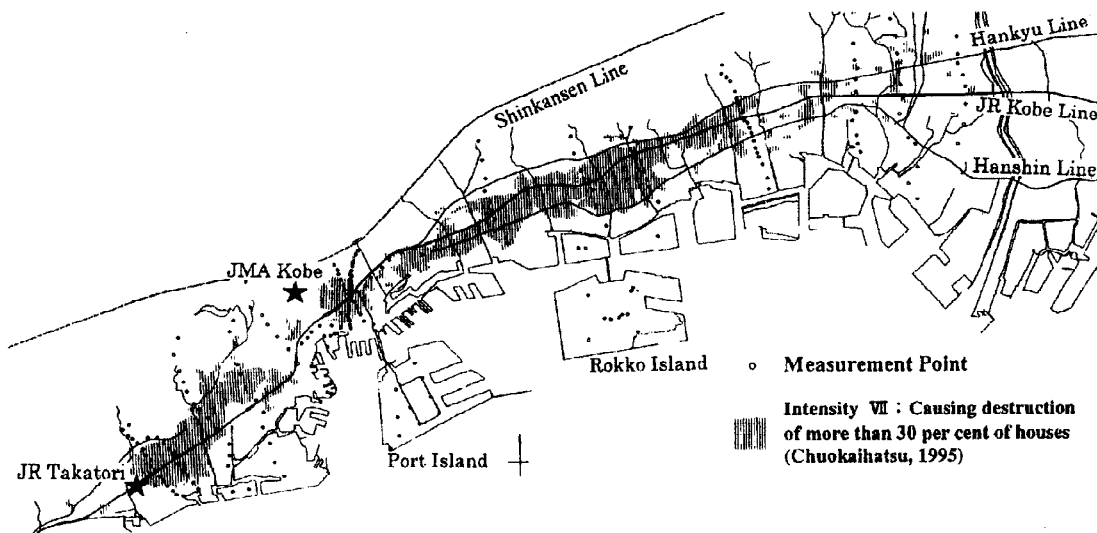 Hankyu Line
Shinkansen Line
JR Kobe Line
Hanshin Line
JMA Kobe
Rokko Island
Measurement Point
Intensity Ⅶ : Causing destruction
of more than 30 per cent of houses
(Chuokaihatsu, 1995)
JR Takatori
Port Island